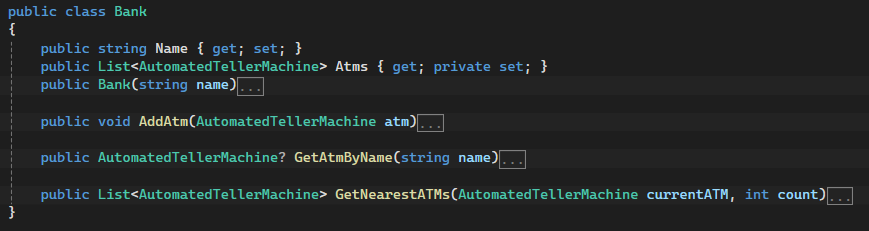 public class Bank
{
public string Name { get; set; }
public List<AutomatedTellerMachine> Atms { get; private set; }
public Bank(string name)...
public void AddAtm(AutomatedTellerMachine atm)...
public AutomatedTellerMachine? GetAtmByName(string name)...
public List<AutomatedTellerMachine> GetNearestATMs(AutomatedTellerMachine currentATM, int count)...
}